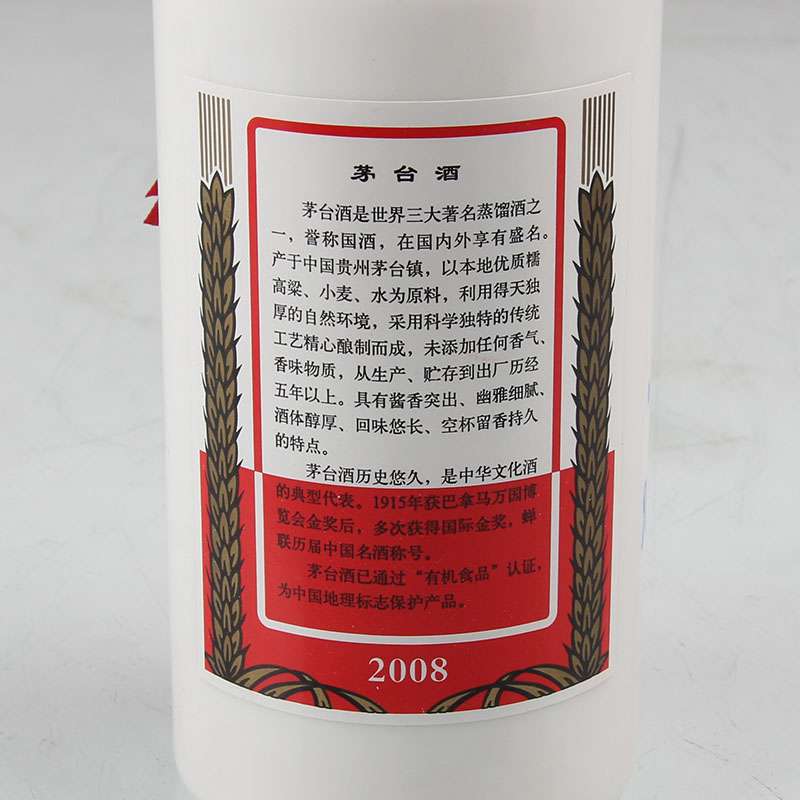 茅台酒
茅台酒是世界三大著名蒸馏酒之
一，誉称国酒，在国内外享有盛名。
产于中国贵州茅台镇，以本地优质糯
高粱、小麦、水为原料，利用得天独
厚的自然环境，采用科学独特的传统
工艺精心酿制而成，未添加任何香气、
香味物质，从生产、贮存到出厂历经
五年以上。具有酱香突出、幽雅细腻、
酒体醇厚、回味悠长、空杯留香持久
的特点。
茅台酒历史悠久，是中华文化酒
的典型代表。1915年获巴拿马万国博
览会金奖后，多次获得国际金奖，蝉
联历届中国名酒称号。
茅台酒已通过“有机食品”认证，
为中国地理标志保护产品。
2008